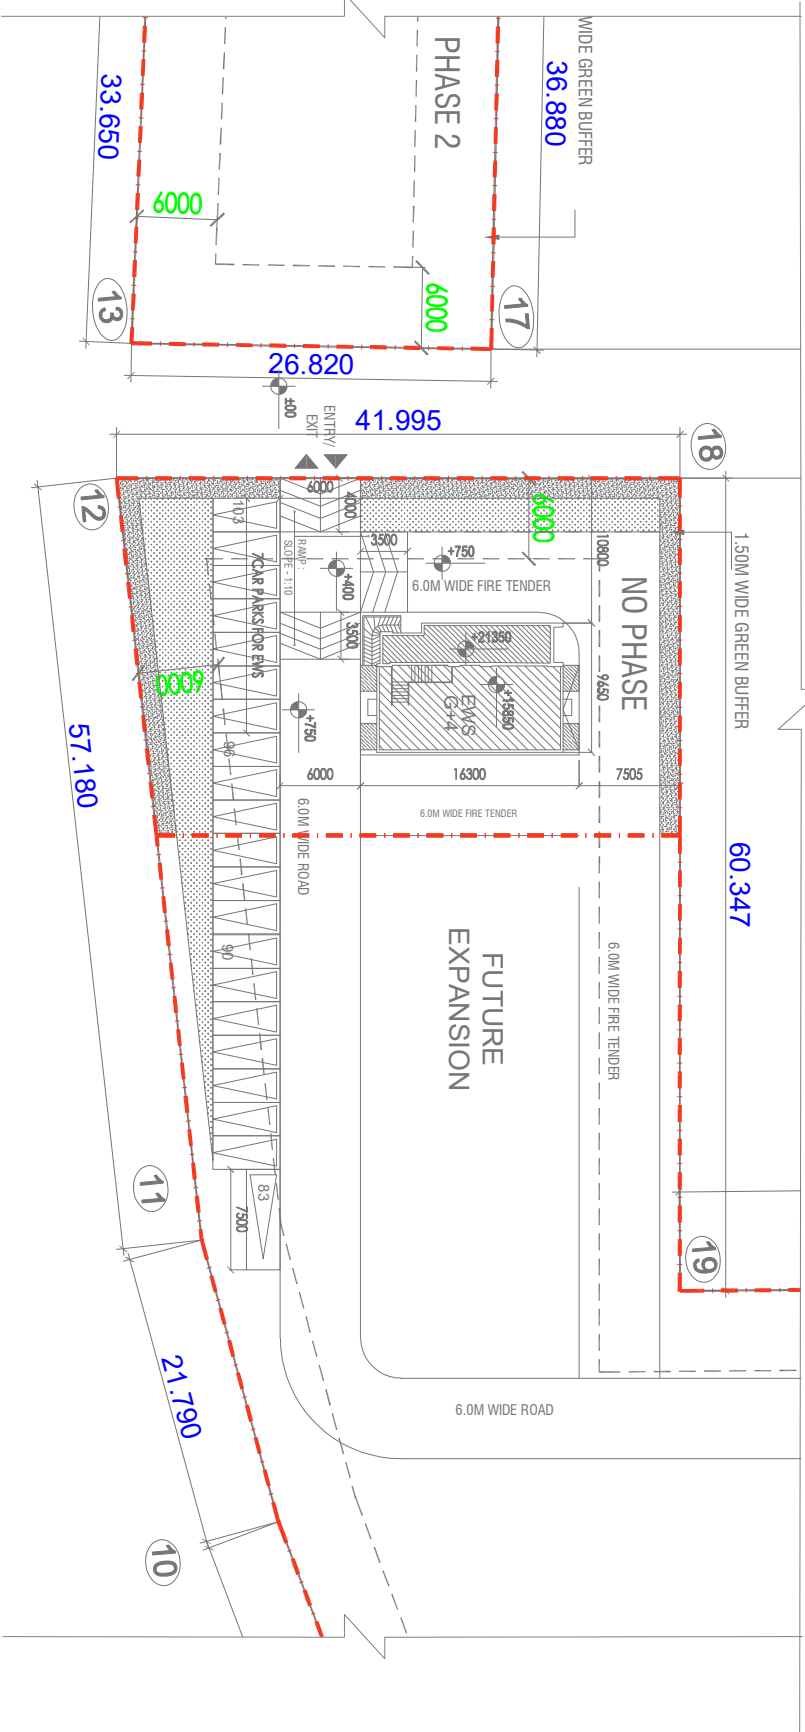 WIDE GREEN BUFFER
PHASE 2
36.880
33.650
6000
6000
13
17
26.820
±00
ENTRY/
EXIT
41.995
18
12
6000
4000
103
6000
3500
+750
10800
1.50M WIDE GREEN BUFFER
RAMP :
SLOPE - 1:10
+400
6.0M WIDE FIRE TENDER
NO PHASE
7CAR PARKS FOR EWS
3500
+21350
6000
+15850
9650
EWS
G+4
+750
96
57.180
6000
16300
7505
6.0M WIDE ROAD
6.0M WIDE FIRE TENDER
60.347
90
FUTURE
EXPANSION
6.0M WIDE FIRE TENDER
11
83
7500
19
21.790
6.0M WIDE ROAD
10